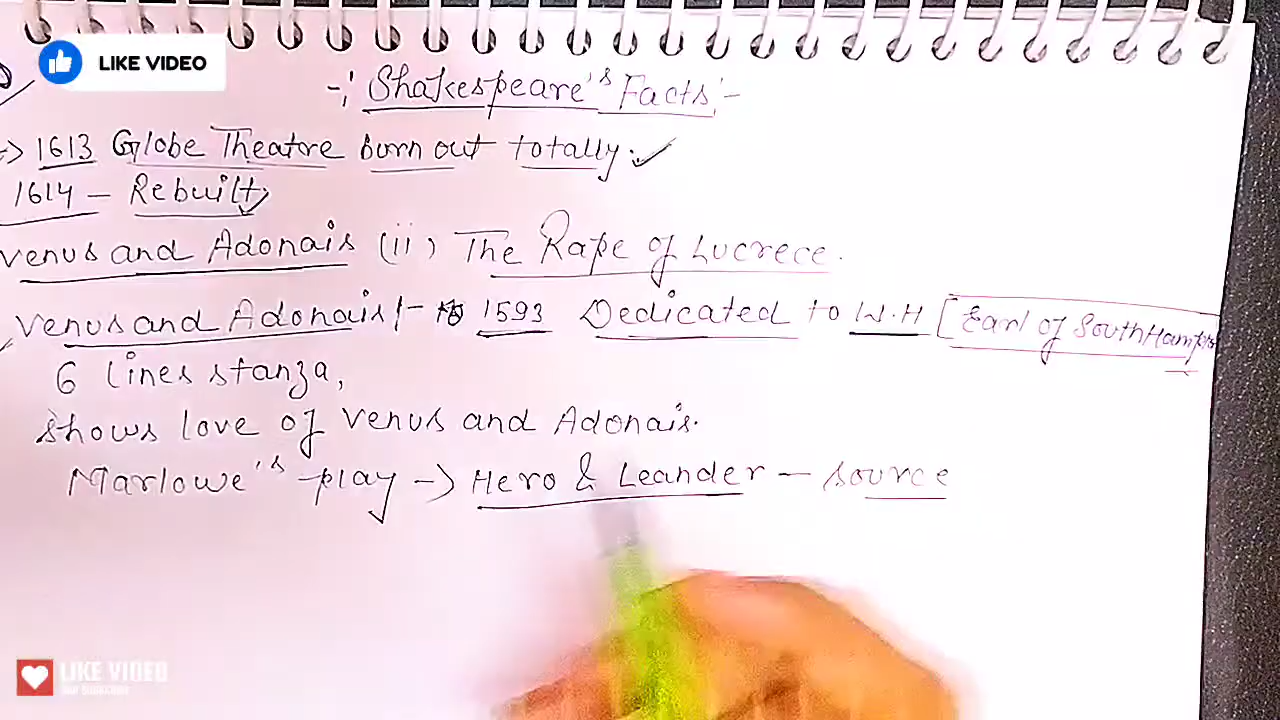 LIKE VIDEO
-: Shakespeare's Facts :-
-> 1613 Globe Theatre burn out totally.
1614 - Rebuilt
Venus and Adonais (ii) The Rape of Lucrece.
Venus and Adonais :- 1593 Dedicated to W.H [Earl of SouthHampton
6 lines stanza,
shows love of Venus and Adonais.
Marlowe's play -> Hero & Leander - source
LIKE VIDEO